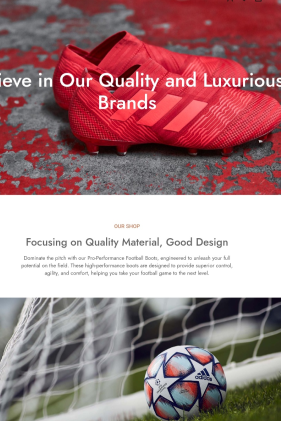 ieve in Our Quality and Luxurious
Brands
OUR SHOP
Focusing on Quality Material, Good Design
Dominate the pitch with our Pro-Performance Football Boots, engineered to unleash your full
potential on the field. These high-performance boots are designed to provide superior control,
agility, and comfort, helping you take your football game to the next level.
adidas